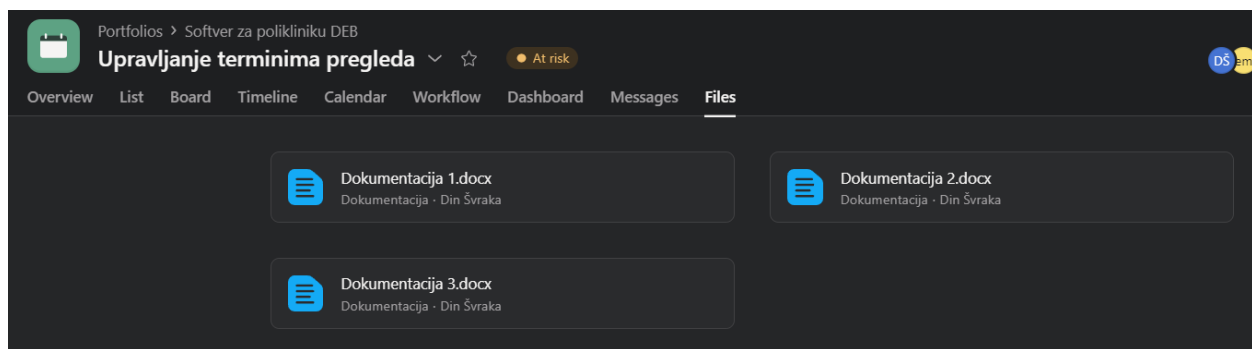 Portfolios > Softver za polikliniku DEB
Upravljanje terminima pregleda
At risk
DŠ
em
Overview List Board Timeline Calendar Workflow Dashboard Messages Files
Dokumentacija 1.docx
Dokumentacija · Din Švraka
Dokumentacija 2.docx
Dokumentacija · Din Švraka
Dokumentacija 3.docx
Dokumentacija · Din Švraka